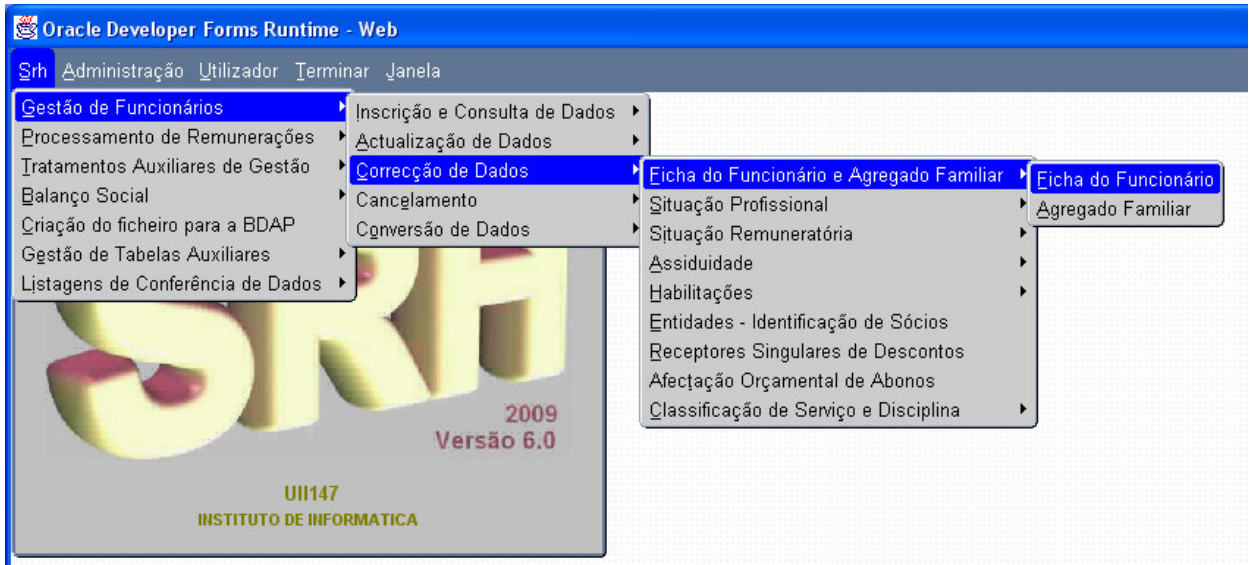 Oracle Developer Forms Runtime - Web
Srh Administração Utilizador Terminar Janela
Gestão de Funcionários
Processamento de Remunerações
Tratamentos Auxiliares de Gestão
Balanço Social
Criação do ficheiro para a BDAP
Gestão de Tabelas Auxiliares
Listagens de Conferência de Dados
Inscrição e Consulta de Dados
Actualização de Dados
Correcção de Dados
Cancelamento
Conversão de Dados
Ficha do Funcionário e Agregado Familiar
Situação Profissional
Situação Remuneratória
Assiduidade
Habilitações
Entidades - Identificação de Sócios
Receptores Singulares de Descontos
Afectação Orçamental de Abonos
Classificação de Serviço e Disciplina
Ficha do Funcionário
Agregado Familiar
SRH
2009
Versão 6.0
UII147
INSTITUTO DE INFORMATICA